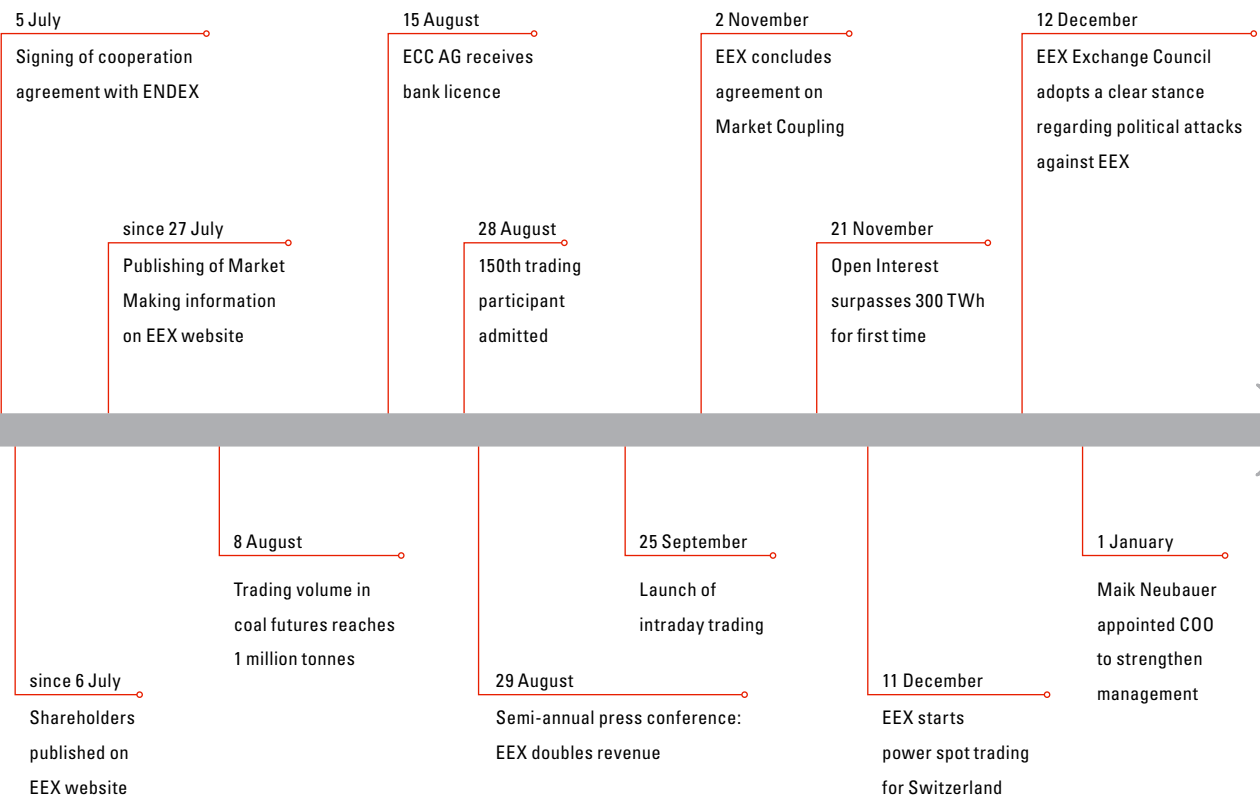 5 July
Signing of cooperation
agreement with ENDEX
15 August
ECC AG receives
bank licence
2 November
EEX concludes
agreement on
Market Coupling
12 December
EEX Exchange Council
adopts a clear stance
regarding political attacks
against EEX
since 27 July
Publishing of Market
Making information
on EEX website
28 August
150th trading
participant
admitted
21 November
Open Interest
surpasses 300 TWh
for first time
8 August
Trading volume in
coal futures reaches
1 million tonnes
25 September
Launch of
intraday trading
1 January
Maik Neubauer
appointed COO
to strengthen
management
since 6 July
Shareholders
published on
EEX website
29 August
Semi-annual press conference:
EEX doubles revenue
11 December
EEX starts
power spot trading
for Switzerland